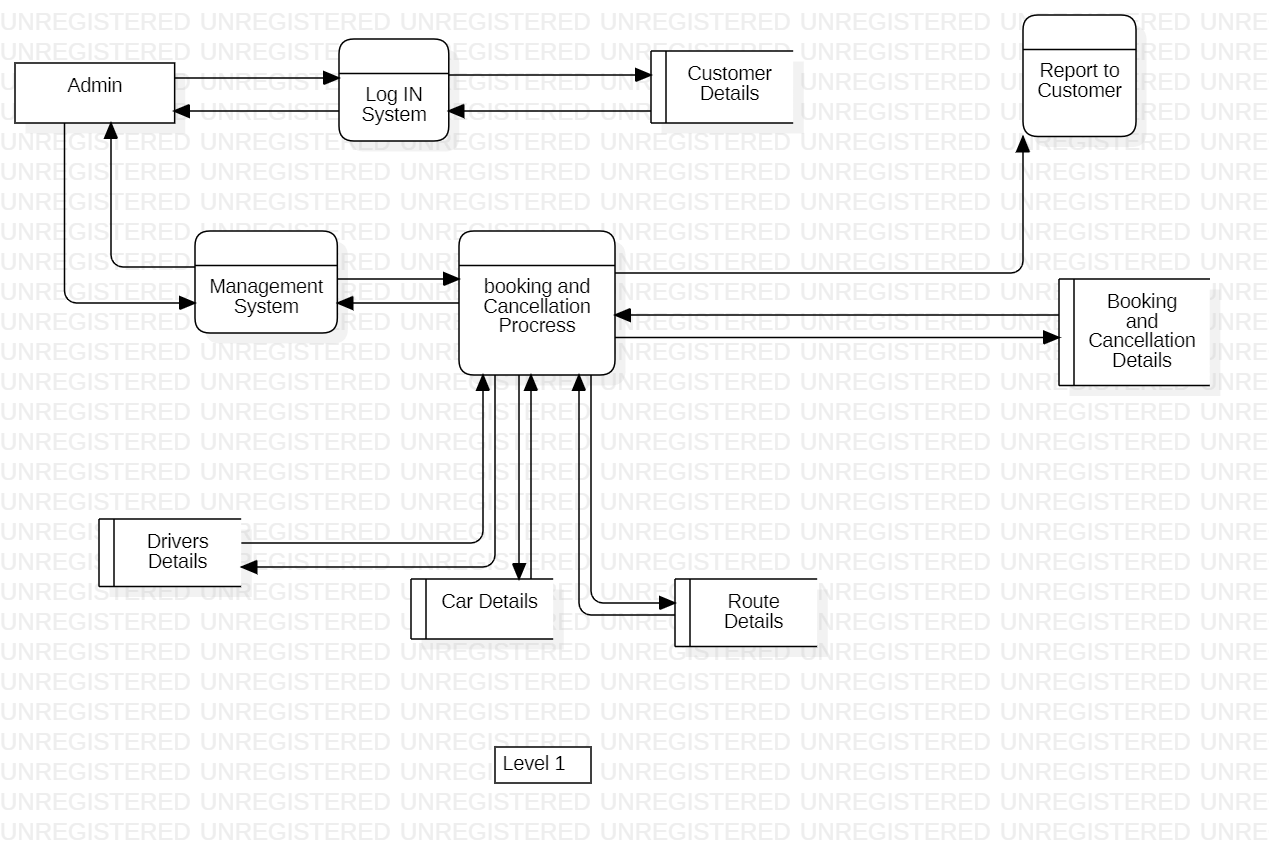 Admin
Log IN
System
Customer
Details
Report to
Customer
Management
System
booking and
Cancellation
Procress
Booking
and
Cancellation
Details
Drivers
Details
Car Details
Route
Details
Level 1
UNREGISTERED